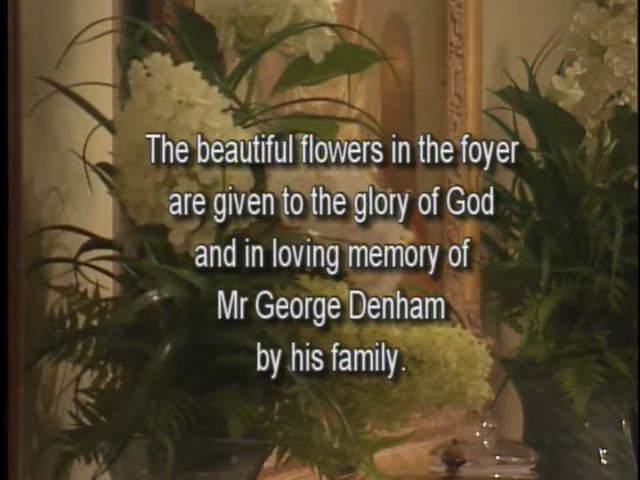 The beautiful flowers in the foyer
are given to the glory of God
and in loving memory of
Mr George Denham
by his family.